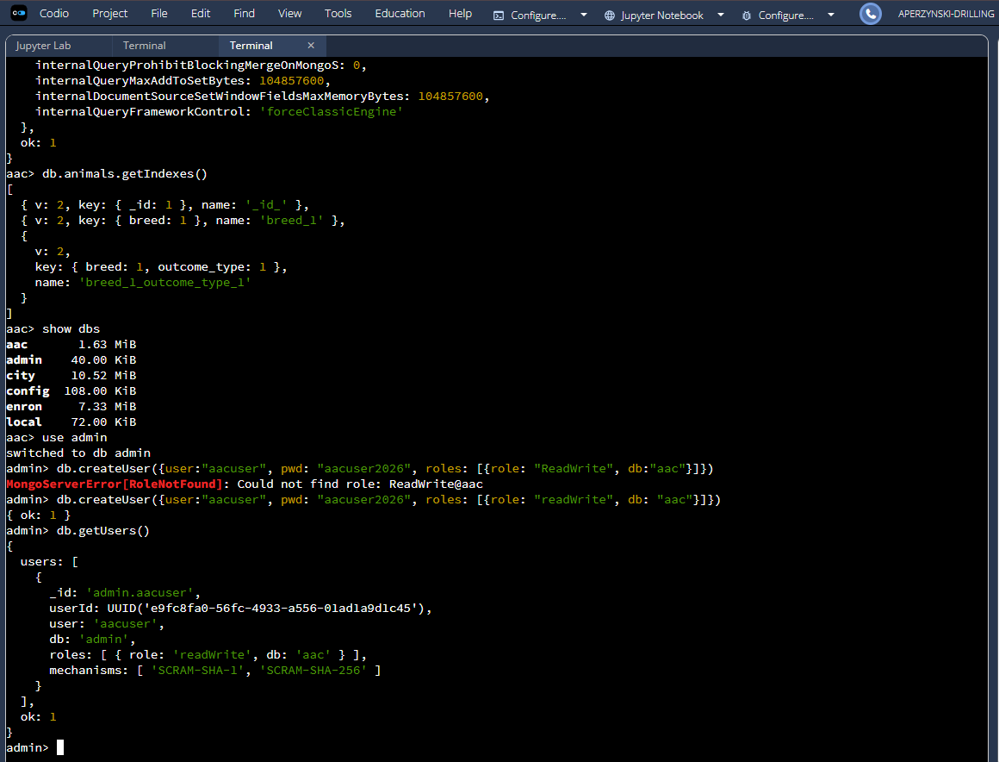 Codio Project File Edit Find View Tools Education Help Configure.... Jupyter Notebook Configure.... APERZYNSKI-DRILLING
Jupyter Lab Terminal Terminal ×
    internalQueryProhibitBlockingMergeOnMongoS: 0,
    internalQueryMaxAddToSetBytes: 104857600,
    internalDocumentSourceSetWindowFieldsMaxMemoryBytes: 104857600,
    internalQueryFrameworkControl: 'forceClassicEngine'
  },
  ok: 1
}
aac> db.animals.getIndexes()
[
  { v: 2, key: { _id: 1 }, name: '_id_' },
  { v: 2, key: { breed: 1 }, name: 'breed_1' },
  {
    v: 2,
    key: { breed: 1, outcome_type: 1 },
    name: 'breed_1_outcome_type_1'
  }
]
aac> show dbs
aac       1.63 MiB
admin    40.00 KiB
city     10.52 MiB
config  108.00 KiB
enron     7.33 MiB
local    72.00 KiB
aac> use admin
switched to db admin
admin> db.createUser({user:"aacuser", pwd: "aacuser2026", roles: [{role: "ReadWrite", db:"aac"}]})
MongoServerError[RoleNotFound]: Could not find role: ReadWrite@aac
admin> db.createUser({user:"aacuser", pwd: "aacuser2026", roles: [{role: "readWrite", db: "aac"}]})
{ ok: 1 }
admin> db.getUsers()
{
  users: [
    {
      _id: 'admin.aacuser',
      userId: UUID('e9fc8fa0-56fc-4933-a556-01ad1a9d1c45'),
      user: 'aacuser',
      db: 'admin',
      roles: [ { role: 'readWrite', db: 'aac' } ],
      mechanisms: [ 'SCRAM-SHA-1', 'SCRAM-SHA-256' ]
    }
  ],
  ok: 1
}
admin>